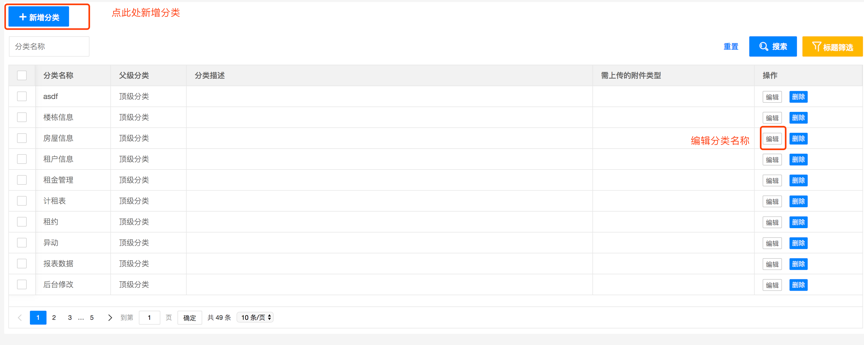 + 新增分类 点此处新增分类
分类名称 重置 搜索 标题筛选
分类名称 父级分类 分类描述 需上传的附件类型 操作
asdf 顶级分类 编辑 删除
楼栋信息 顶级分类 编辑 删除
房屋信息 顶级分类 编辑分类名称 编辑 删除
租户信息 顶级分类 编辑 删除
租金管理 顶级分类 编辑 删除
计租表 顶级分类 编辑 删除
租约 顶级分类 编辑 删除
异动 顶级分类 编辑 删除
报表数据 顶级分类 编辑 删除
后台修改 顶级分类 编辑 删除
< 1 2 3 ... 5 > 到第 1 页 确定 共 49 条 10 条/页